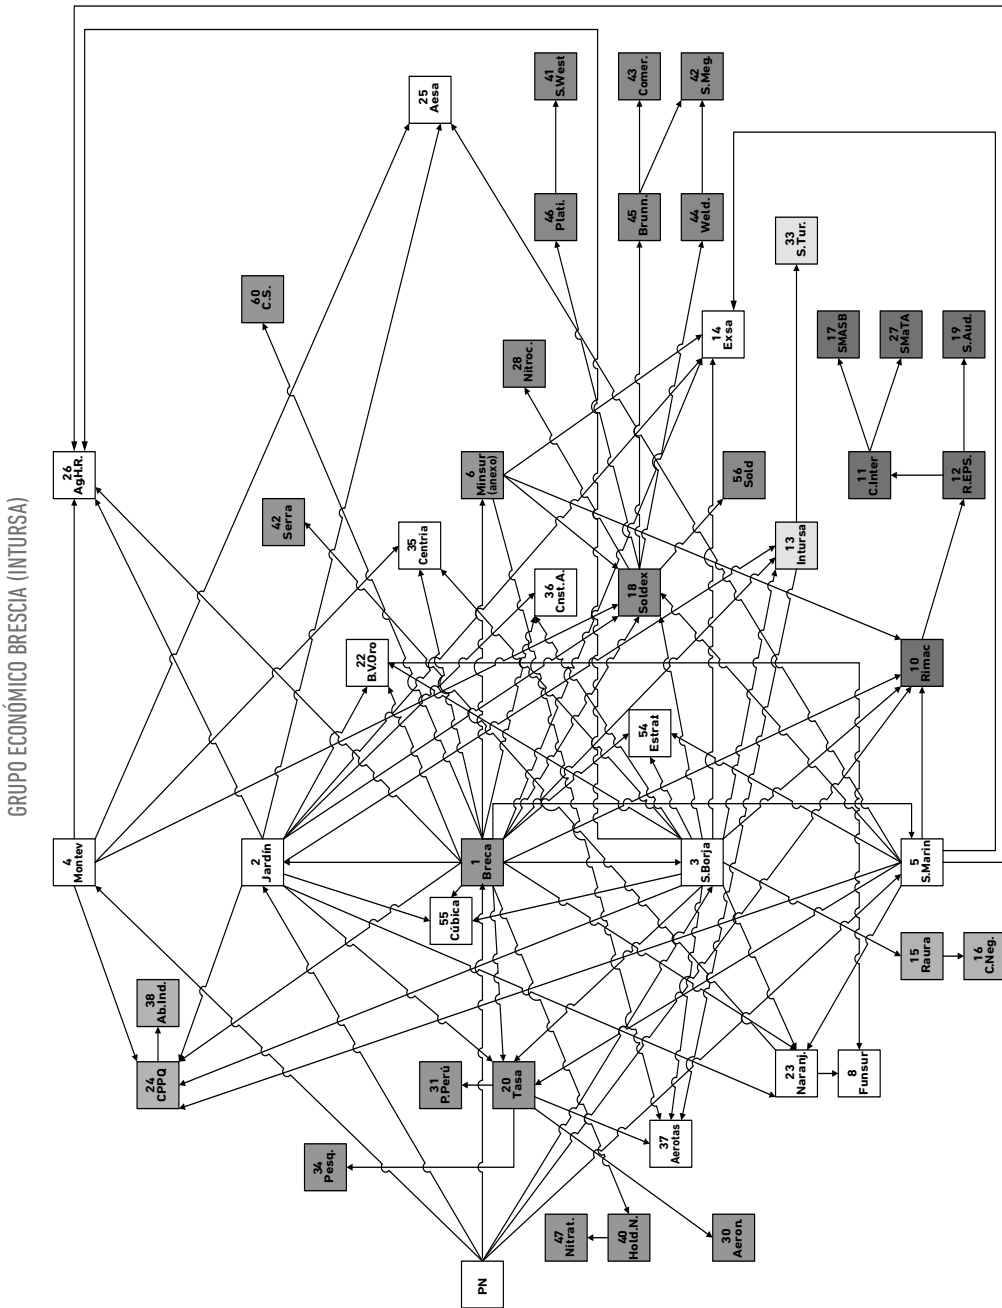 GRUPO ECONÓMICO BRESCIA (INTURSA)
PN
34
Pesq.
47
Nitrat.
40
Hold.N.
30
Aeron.
24
CPPQ
38
Ab.Ind.
31
P.Perú
20
Tasa
37
Aerotas
23
Naranj.
8
Funsur
55
Cúbica
15
Raura
16
C.Neg.
4
Montev
2
Jardín
1
Breca
3
S.Borja
5
S.Marin
22
B.V.Oro
54
Estrat
10
Rimac
35
Centria
36
Cnst.A.
18
Soldex
13
Intursa
26
AgH.R.
42
Serra
6
Minsur
(anexo)
56
Sold
11
C.Inter
12
R.EPS.
60
C.S.
28
Nitroc.
14
Exsa
17
SMASB
27
SMaTA
19
S.Aud.
33
S.Tur.
25
Aesa
46
Plati.
45
Brunn.
44
Weld.
41
S.West
43
Comer.
42
S.Meg.